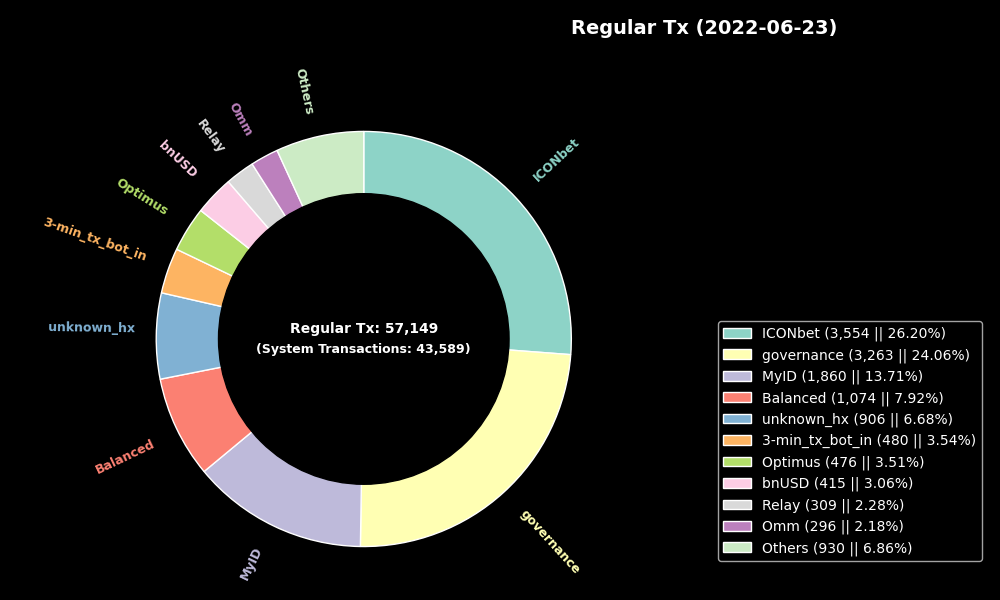 Regular Tx (2022-06-23)
Others
Omm
Relay
bnUSD
ICONbet
Optimus
3-min_tx_bot_in
unknown_hx
Regular Tx: 57,149
(System Transactions: 43,589)
Balanced
MyID
governance
ICONbet (3,554 || 26.20%)
governance (3,263 || 24.06%)
MyID (1,860 || 13.71%)
Balanced (1,074 || 7.92%)
unknown_hx (906 || 6.68%)
3-min_tx_bot_in (480 || 3.54%)
Optimus (476 || 3.51%)
bnUSD (415 || 3.06%)
Relay (309 || 2.28%)
Omm (296 || 2.18%)
Others (930 || 6.86%)